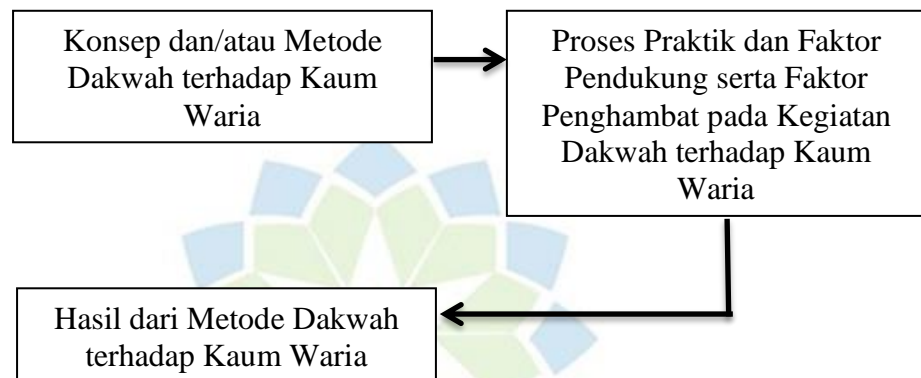 Konsep dan/atau Metode
Dakwah terhadap Kaum
Waria
Proses Praktik dan Faktor
Pendukung serta Faktor
Penghambat pada Kegiatan
Dakwah terhadap Kaum
Waria
Hasil dari Metode Dakwah
terhadap Kaum Waria